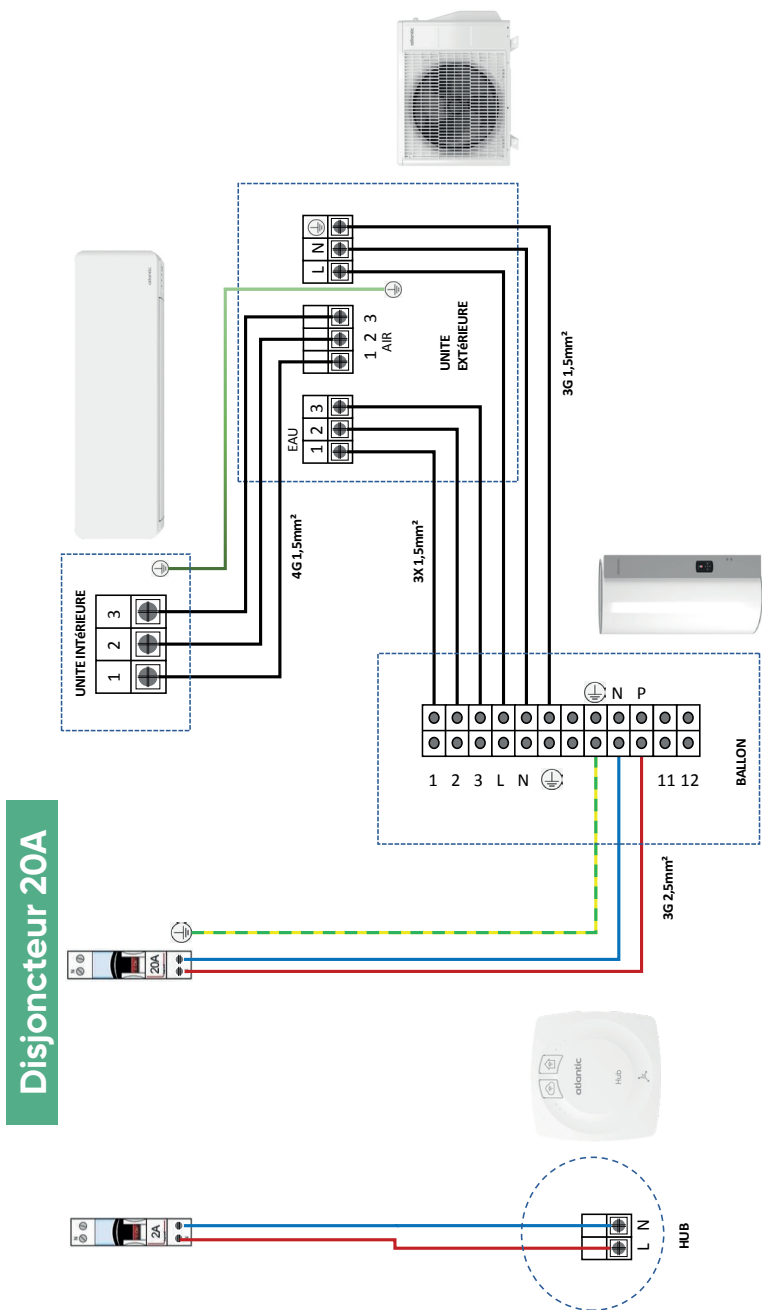 Disjoncteur 20A
atlantic
atlantic
UNITE INTéRIEURE
1 2 3
L N
1 2 3
AIR
UNITE
EXTéRIEURE
EAU
1 2 3
4G 1,5mm²
3X 1,5mm²
3G 1,5mm²
N P
1 2 3 L N
11 12
BALLON
3G 2,5mm²
N
20A
N
2A
atlantic
Hub
L N
HUB